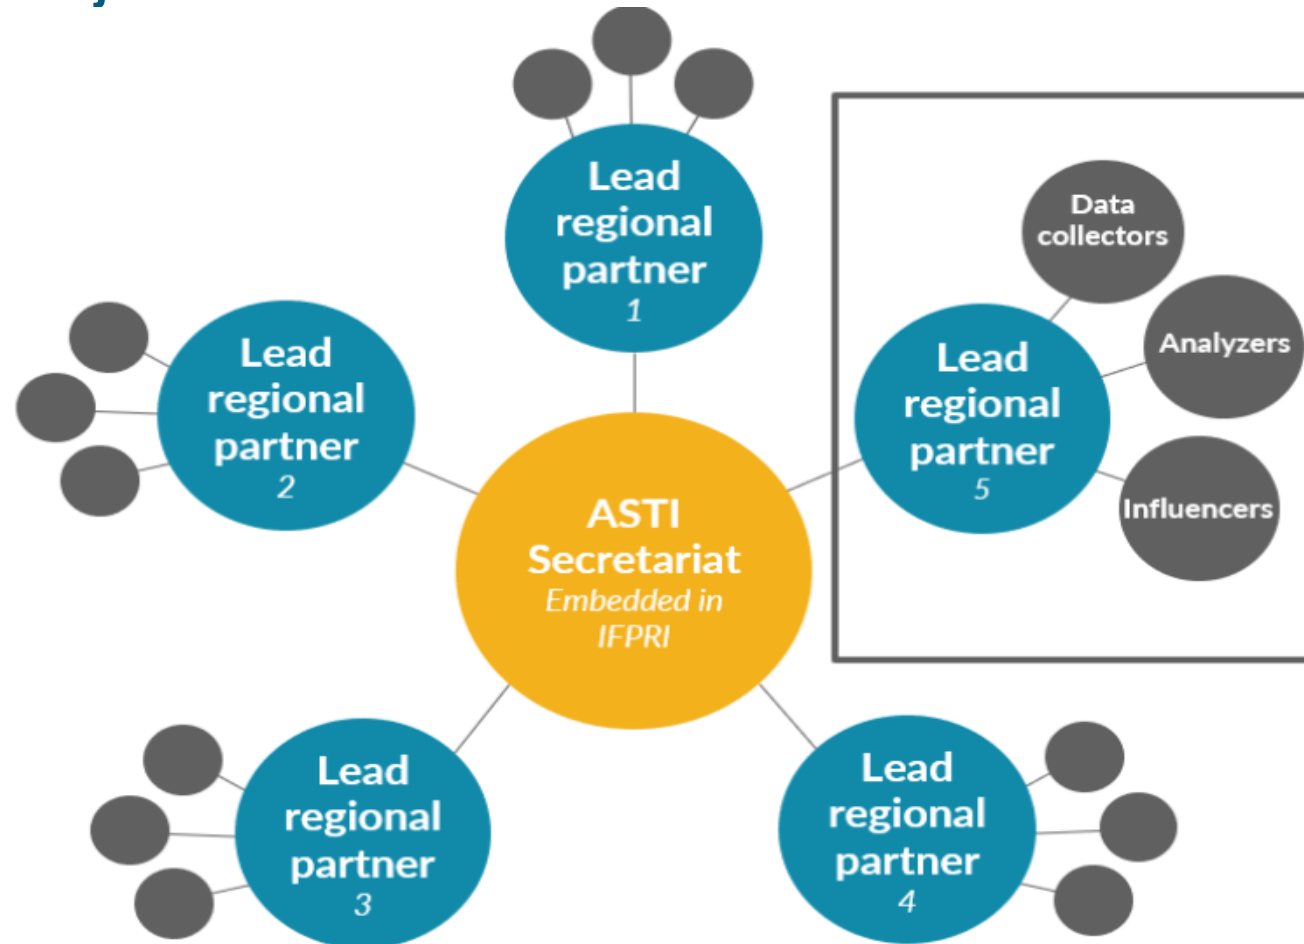 Lead
regional
partner
1
Data
collectors
Analyzers
Influencers
Lead
regional
partner
5
Lead
regional
partner
2
ASTI
Secretariat
Embedded in
IFPRI
Lead
regional
partner
3
Lead
regional
partner
4